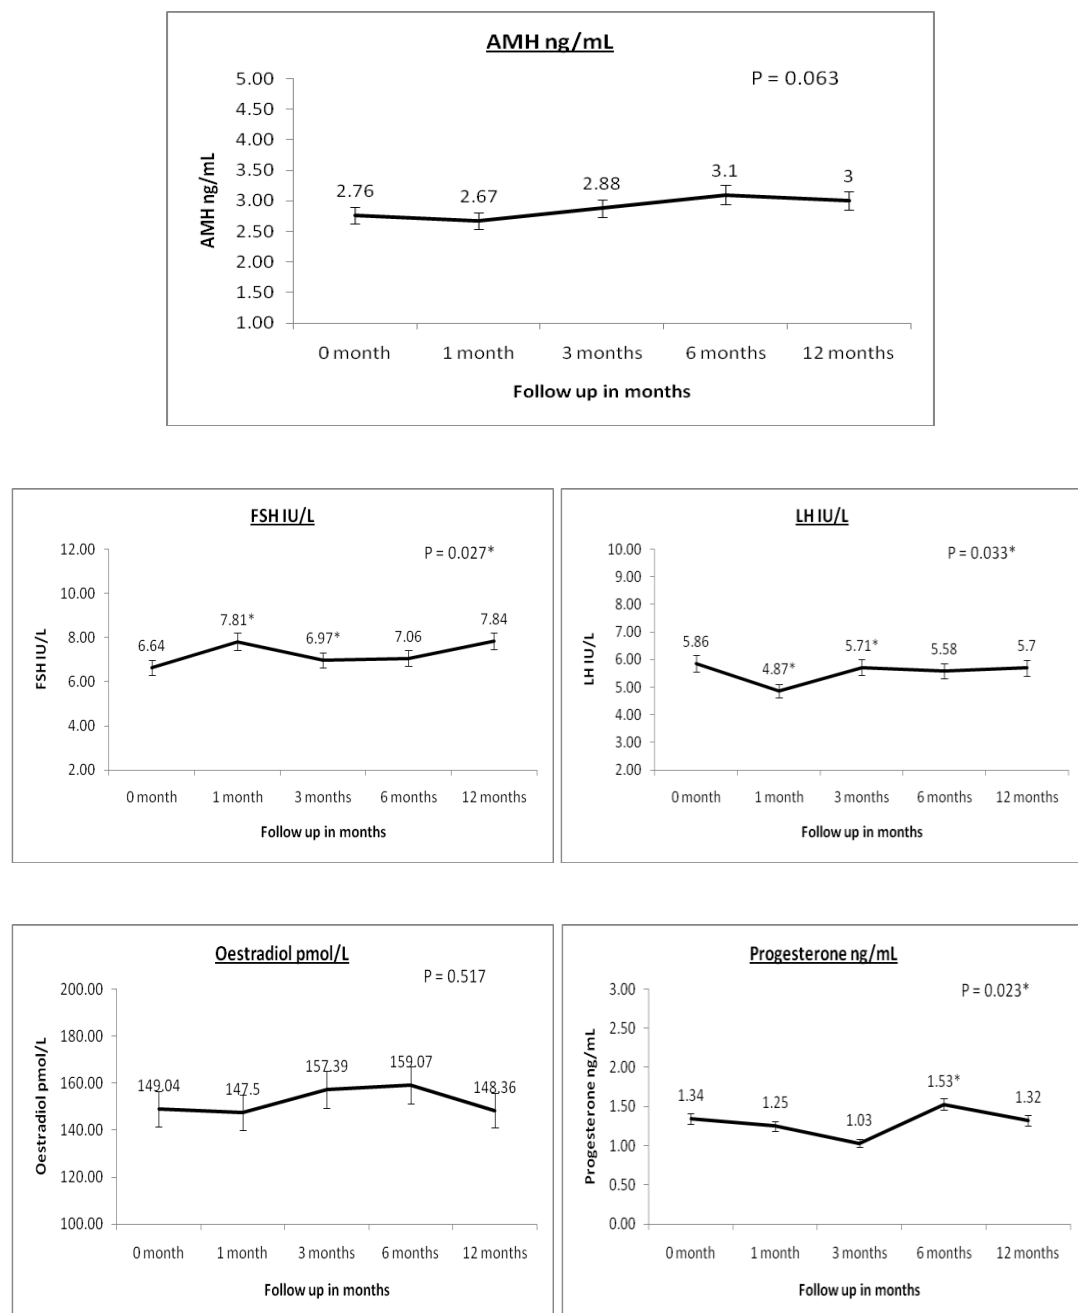 AMH ng/mL
P = 0.063
AMH ng/mL
5.00
4.50
4.00
3.50
3.00
2.50
2.00
1.50
1.00
2.76
2.67
2.88
3.1
3
0 month
1 month
3 months
6 months
12 months
Follow up in months
FSH IU/L
P = 0.027*
FSH IU/L
12.00
10.00
8.00
6.00
4.00
2.00
6.64
7.81*
6.97*
7.06
7.84
0 month
1 month
3 months
6 months
12 months
Follow up in months
LH IU/L
P = 0.033*
LH IU/L
10.00
9.00
8.00
7.00
6.00
5.00
4.00
3.00
2.00
5.86
4.87*
5.71*
5.58
5.7
0 month
1 month
3 months
6 months
12 months
Follow up in months
Oestradiol pmol/L
P = 0.517
Oestradiol pmol/L
200.00
180.00
160.00
140.00
120.00
100.00
149.04
147.5
157.39
159.07
148.36
0 month
1 month
3 months
6 months
12 months
Follow up in months
Progesterone ng/mL
P = 0.023*
Progesterone ng/mL
3.00
2.50
2.00
1.50
1.00
0.50
0.00
1.34
1.25
1.03
1.53*
1.32
0 month
1 month
3 months
6 months
12 months
Follow up in months